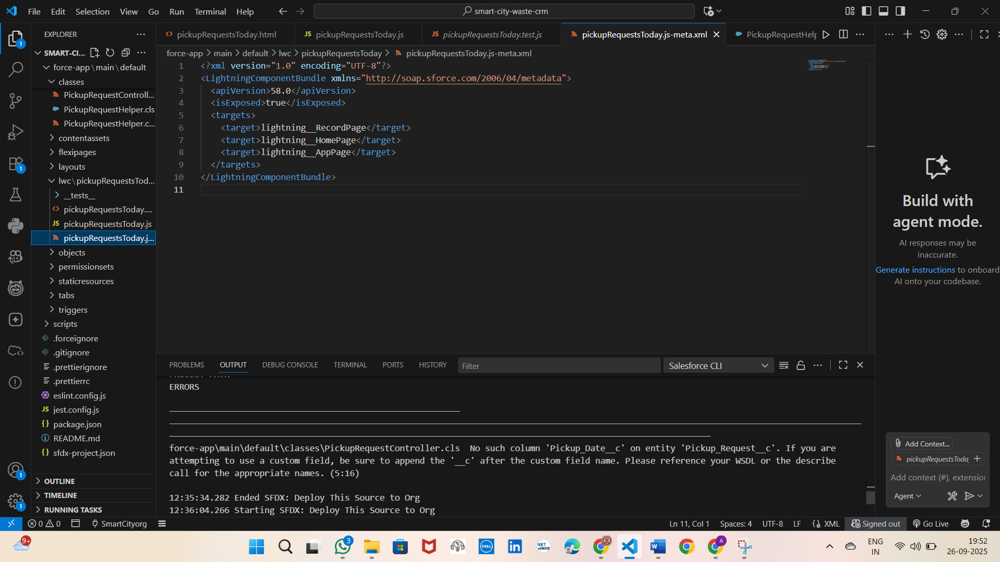 File Edit Selection View Go Run Terminal Help
smart-city-waste-crm
EXPLORER
SMART-CI...
force-app\main\default
classes
PickupRequestControll...
PickupRequestHelper.cls
PickupRequestHelper.c...
contentassets
flexipages
layouts
lwc\pickupRequestsTod...
__tests__
pickupRequestsToday....
JS pickupRequestsToday.js
pickupRequestsToday.j...
objects
permissionsets
staticresources
tabs
triggers
scripts
.forceignore
.gitignore
.prettierignore
.prettierrc
eslint.config.js
JS jest.config.js
{} package.json
README.md
{} sfdx-project.json
OUTLINE
TIMELINE
RUNNING TASKS
pickupRequestsToday.html
JS pickupRequestsToday.js
JS pickupRequestsToday.test.js
pickupRequestsToday.js-meta.xml
PickupRequestHelp
force-app > main > default > lwc > pickupRequestsToday > pickupRequestsToday.js-meta.xml
1 <?xml version="1.0" encoding="UTF-8"?>
2 <LightningComponentBundle xmlns="http://soap.sforce.com/2006/04/metadata">
3 <apiVersion>58.0</apiVersion>
4 <isExposed>true</isExposed>
5 <targets>
6 <target>lightning__RecordPage</target>
7 <target>lightning__HomePage</target>
8 <target>lightning__AppPage</target>
9 </targets>
10 </LightningComponentBundle>
11
PROBLEMS OUTPUT DEBUG CONSOLE TERMINAL PORTS HISTORY
Filter
Salesforce CLI
ERRORS
force-app\main\default\classes\PickupRequestController.cls No such column 'Pickup_Date__c' on entity 'Pickup_Request__c'. If you are
attempting to use a custom field, be sure to append the '__c' after the custom field name. Please reference your WSDL or the describe
call for the appropriate names. (5:16)
12:35:34.282 Ended SFDX: Deploy This Source to Org
12:36:04.266 Starting SFDX: Deploy This Source to Org
Build with
agent mode.
AI responses may be
inaccurate.
Generate instructions to onboard
AI onto your codebase.
Add Context...
pickupRequestsToda
Add context (#), extension
Agent
0 0
SmartCityorg
Ln 11, Col 1 Spaces: 4 UTF-8 LF {} XML Signed out Go Live
9+
3
DELL
NXT
WAVE
A
ENG
IN
19:52
26-09-2025